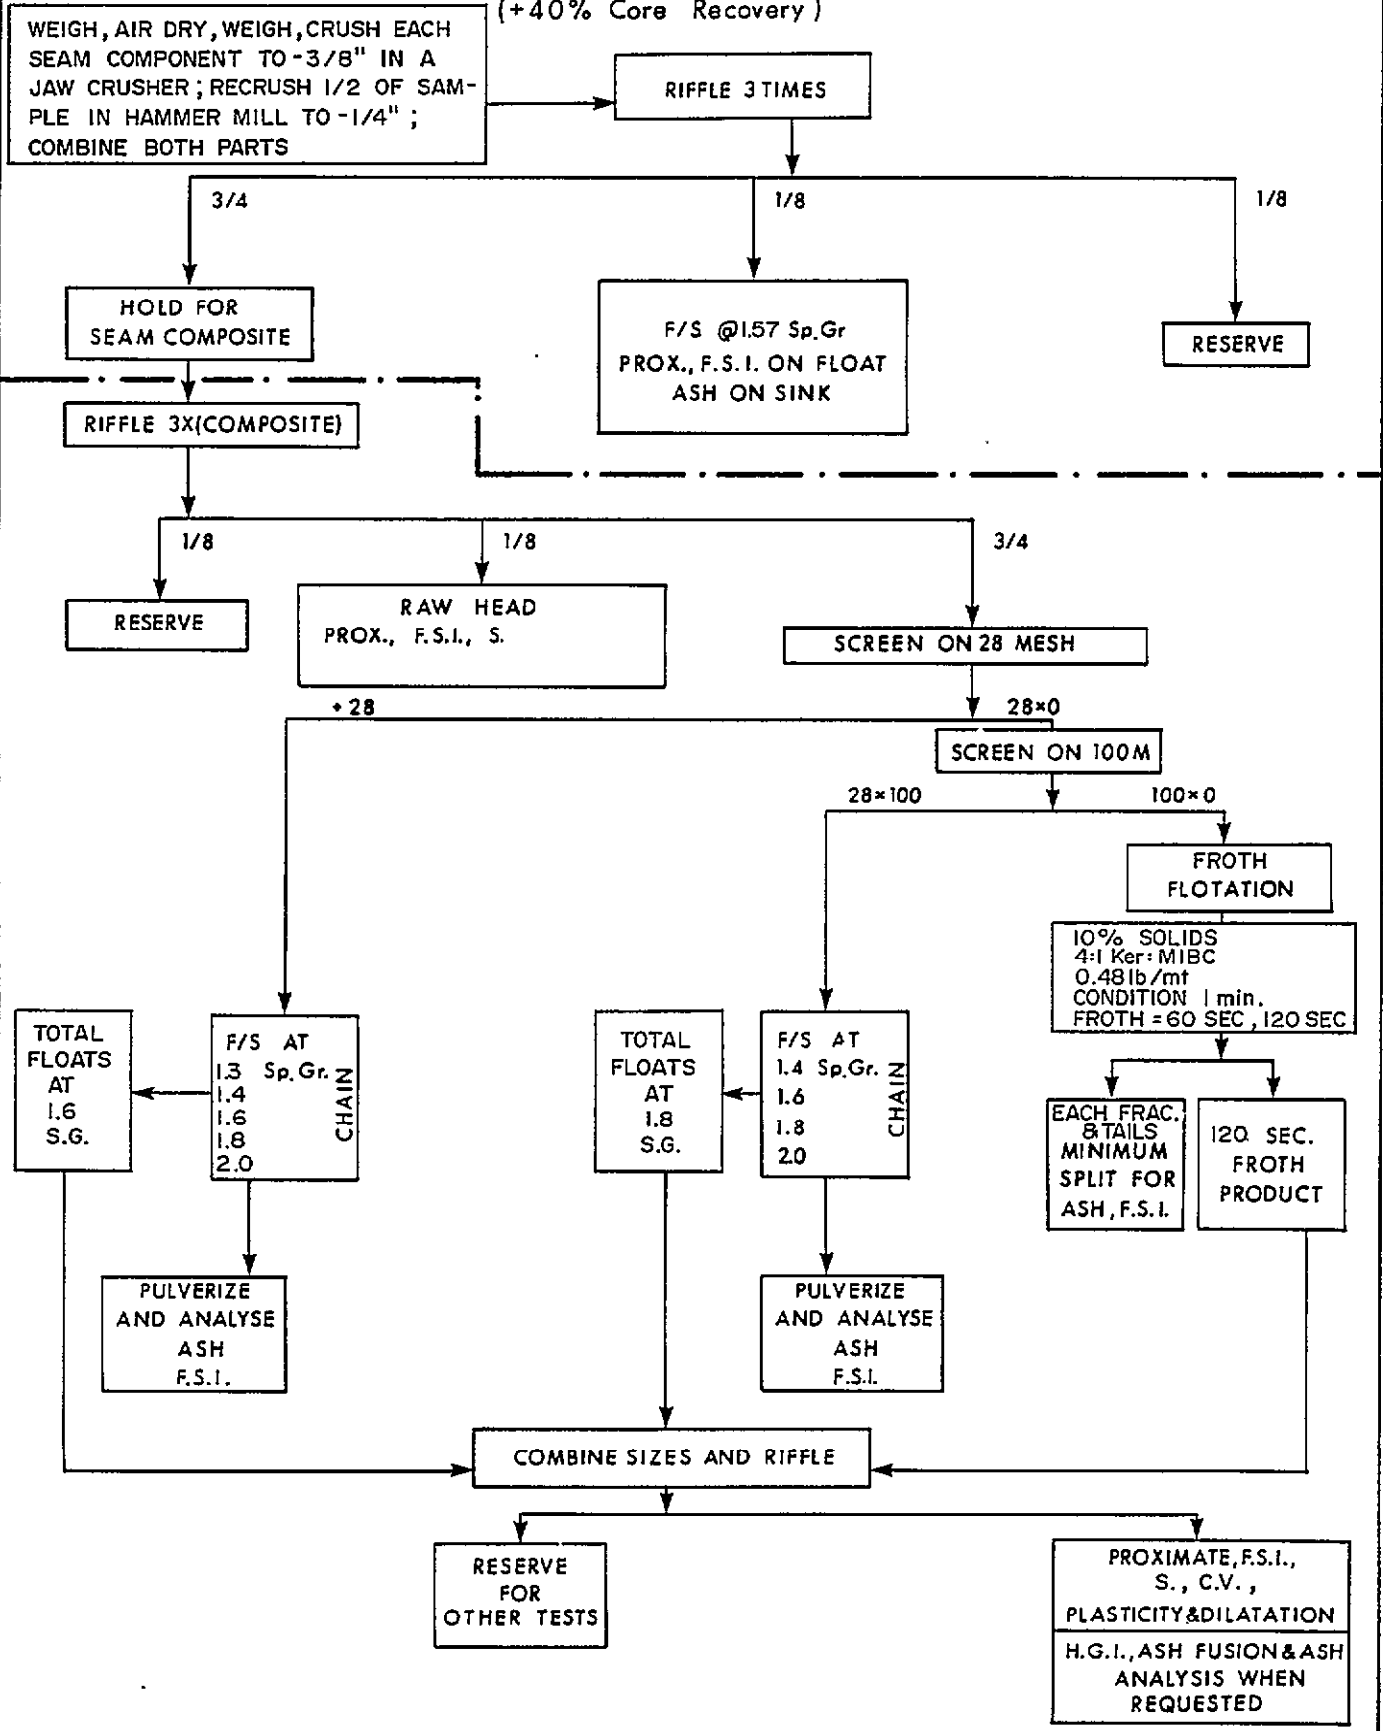 (+40% Core Recovery)
WEIGH, AIR DRY, WEIGH, CRUSH EACH
SEAM COMPONENT TO -3/8" IN A
JAW CRUSHER; RECRUSH 1/2 OF SAM-
PLE IN HAMMER MILL TO -1/4" ;
COMBINE BOTH PARTS
RIFFLE 3 TIMES
3/4
1/8
1/8
HOLD FOR
SEAM COMPOSITE
F/S @1.57 Sp.Gr
PROX., F.S.I. ON FLOAT
ASH ON SINK
RESERVE
RIFFLE 3X(COMPOSITE)
1/8
1/8
3/4
RESERVE
RAW HEAD
PROX., F.S.I., S.
SCREEN ON 28 MESH
+28
28×0
SCREEN ON 100M
28×100
100×0
FROTH
FLOTATION
10% SOLIDS
4:1 Ker: MIBC
0.48lb/mt
CONDITION 1 min.
FROTH = 60 SEC, 120 SEC
TOTAL
FLOATS
AT
1.6
S.G.
F/S AT
1.3 Sp.Gr.
1.4
1.6
1.8
2.0
CHAIN
TOTAL
FLOATS
AT
1.8
S.G.
F/S AT
1.4 Sp.Gr.
1.6
1.8
2.0
CHAIN
EACH FRAC.
& TAILS
MINIMUM
SPLIT FOR
ASH, F.S.I.
120 SEC.
FROTH
PRODUCT
PULVERIZE
AND ANALYSE
ASH
F.S.I.
PULVERIZE
AND ANALYSE
ASH
F.S.I.
COMBINE SIZES AND RIFFLE
RESERVE
FOR
OTHER TESTS
PROXIMATE, F.S.I.,
S., C.V. ,
PLASTICITY&DILATATION
H.G.I., ASH FUSION & ASH
ANALYSIS WHEN
REQUESTED